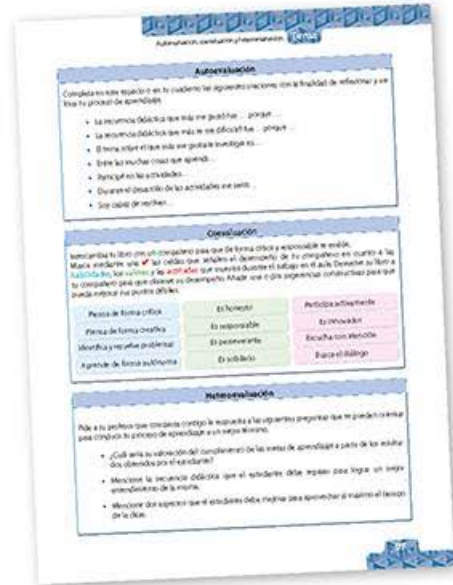 Autoevaluación, coevaluación y heteroevaluación
Autoevaluación
Completa en este espacio o en tu cuaderno las siguientes oraciones con la finalidad de reflexionar y
tu proceso de aprendizaje.
• La secuencia didáctica que más me gustó fue ... porque ...
• La secuencia didáctica que más se me dificultó fue ... porque ...
• El tema sobre el que más me gustaría investigar es ...
• Entre las muchas cosas que aprendí ...
• Participé en las actividades ...
• Durante el desarrollo de las actividades me sentí ...
• Soy capaz de resolver ...
Coevaluación
Intercambia tu libro con un compañero para que de forma crítica y responsable te evalúe.
Marca mediante una ✔ las celdas que señalen el desempeño de tu compañero en cuanto a las
habilidades, los valores y las actitudes que muestra durante el trabajo en el aula. Devuelve su libro a
tu compañero para que observe su desempeño. Añade una o dos sugerencias constructivas para que
pueda mejorar sus puntos débiles.
Piensa de forma crítica Es honesto Participa activamente
Piensa de forma creativa Es responsable Es innovador
Identifica y resuelve problemas Es perseverante Escucha con atención
Aprende de forma autónoma Es solidario Busca el diálogo
Heteroevaluación
Pide a tu profesor que comparta contigo la respuesta a las siguientes preguntas que te pueden orientar
para conducir tu proceso de aprendizaje a un mejor término.
• ¿Cuál sería su valoración del cumplimiento de las metas de aprendizaje a partir de los resulta-
dos obtenidos por el estudiante?
• Mencione la secuencia didáctica que el estudiante debe repasar para lograr un mejor
entendimiento de la misma.
• Mencione dos aspectos que el estudiante debe mejorar para aprovechar al máximo el tiempo
de la clase.